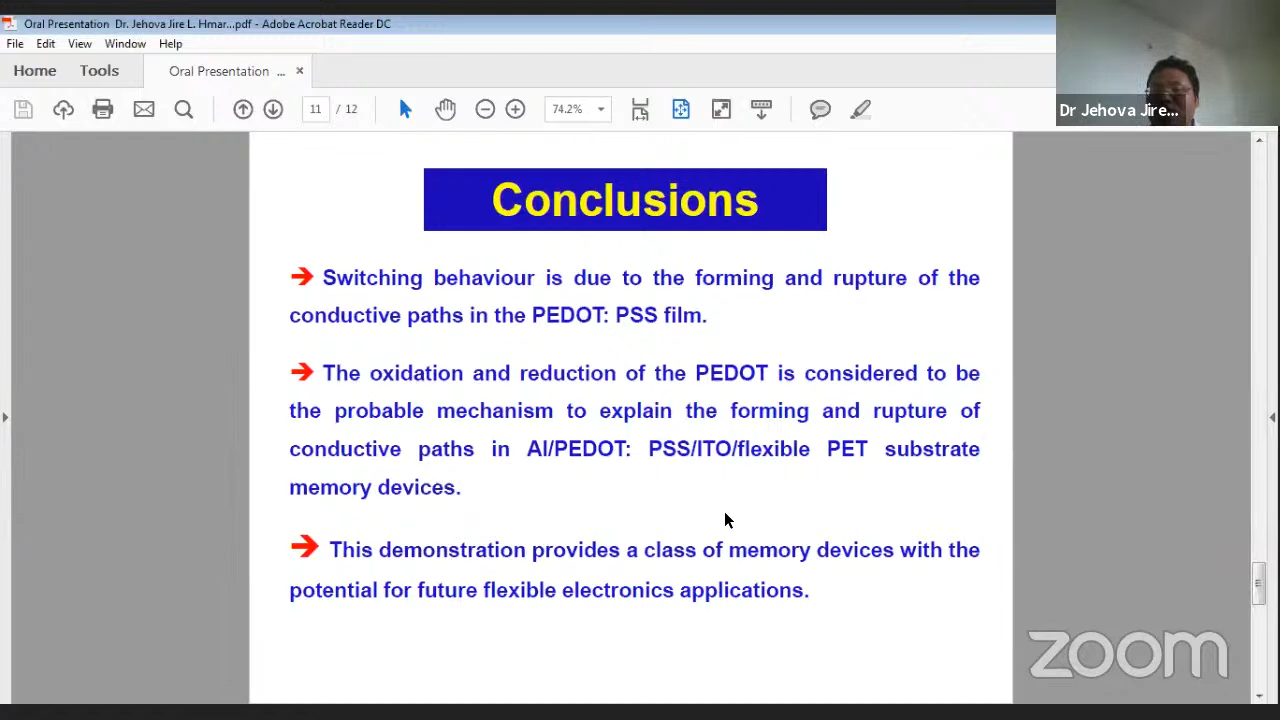 Oral Presentation Dr. Jehova Jire L. Hmar...pdf - Adobe Acrobat Reader DC
File Edit View Window Help
Home Tools Oral Presentation ... ×
11 / 12 74.2%
Dr Jehova Jire...
Conclusions
➔ Switching behaviour is due to the forming and rupture of the
conductive paths in the PEDOT: PSS film.
➔ The oxidation and reduction of the PEDOT is considered to be
the probable mechanism to explain the forming and rupture of
conductive paths in Al/PEDOT: PSS/ITO/flexible PET substrate
memory devices.
➔ This demonstration provides a class of memory devices with the
potential for future flexible electronics applications.
zoom